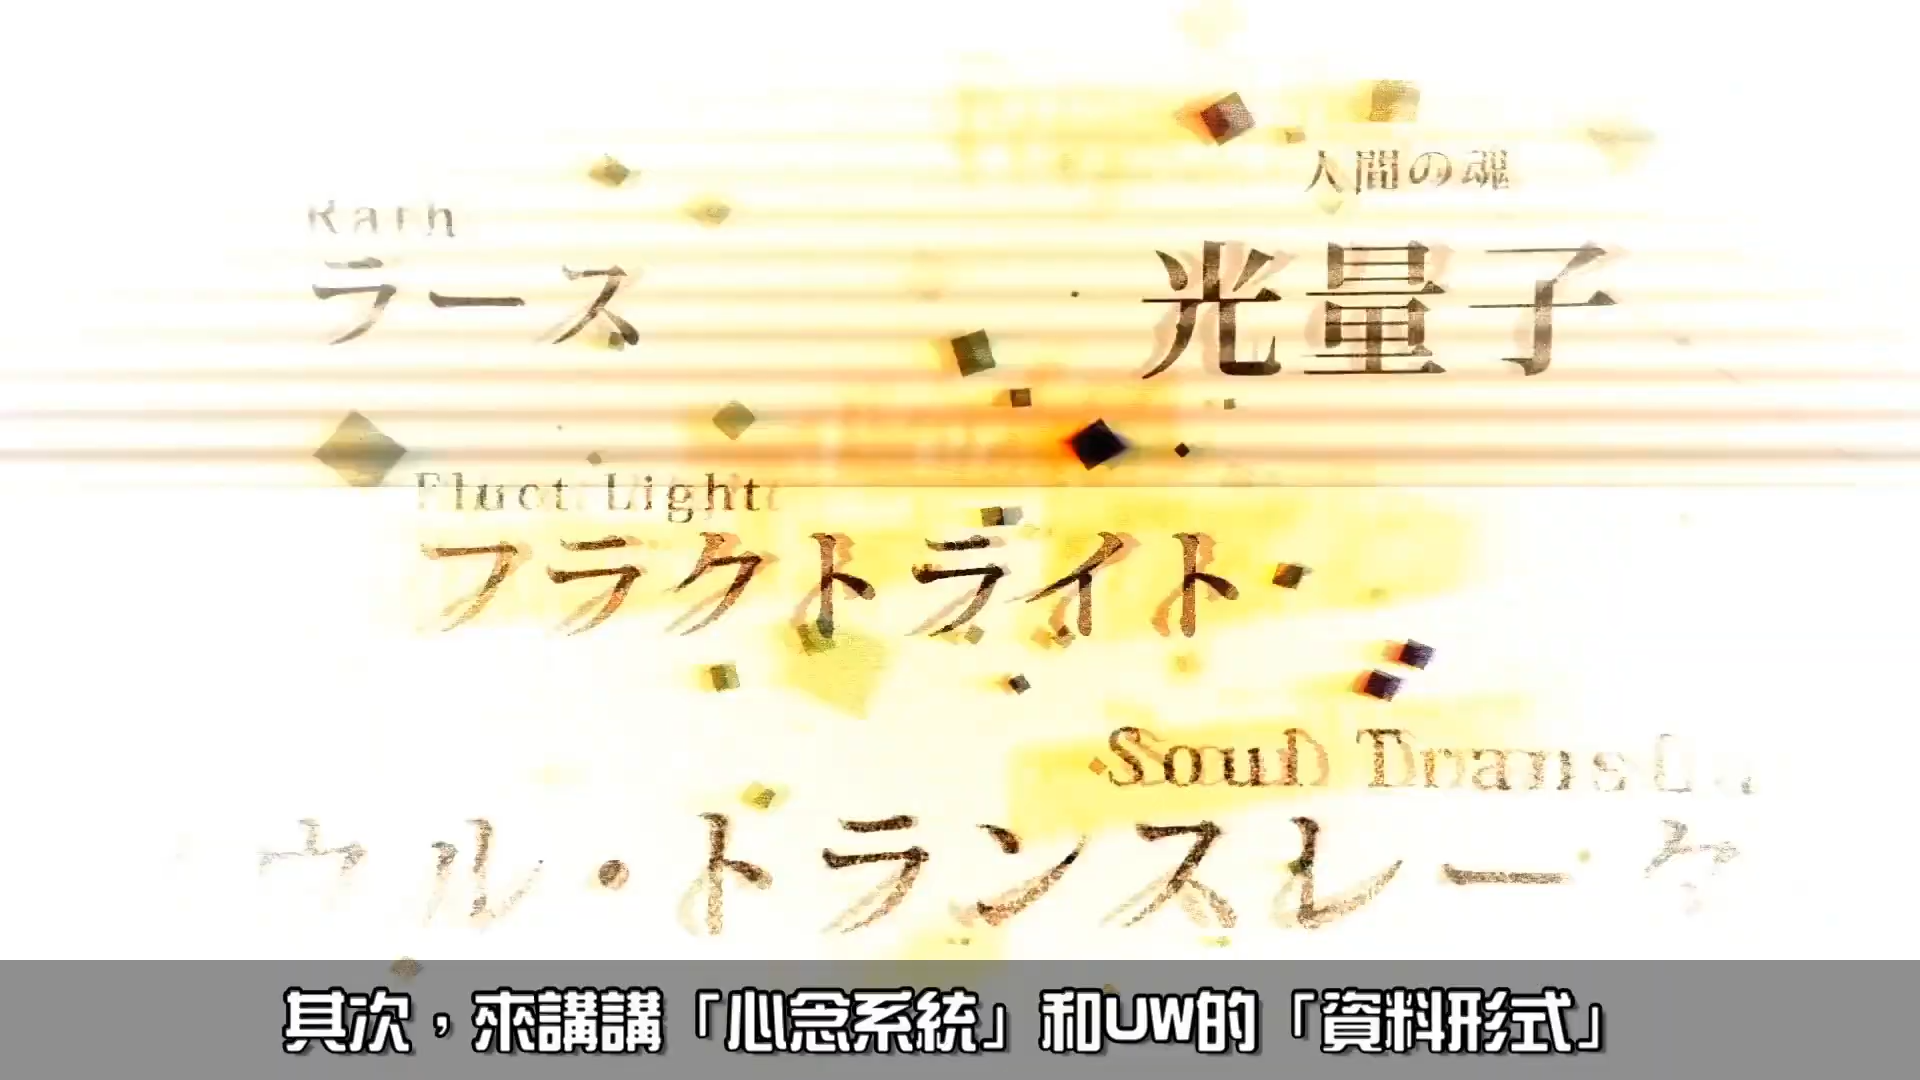 人間の魂
Rath
ラース
光量子
Fluct Light
フラクトライト
Soul Transla
ウル・トランスレー
其次，來講講「心念系統」和UW的「資料形式」